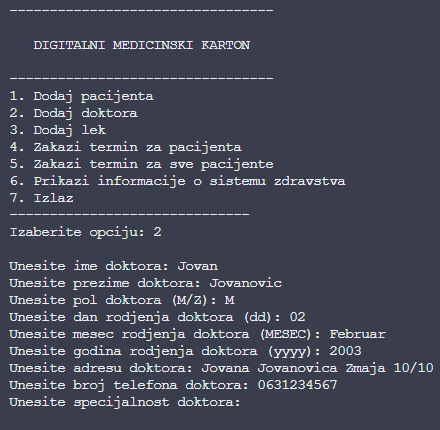 ---------------------------------
DIGITALNI MEDICINSKI KARTON
---------------------------------
1. Dodaj pacijenta
2. Dodaj doktora
3. Dodaj lek
4. Zakazi termin za pacijenta
5. Zakazi termin za sve pacijente
6. Prikazi informacije o sistemu zdravstva
7. Izlaz
------------------------------
Izaberite opciju: 2
Unesite ime doktora: Jovan
Unesite prezime doktora: Jovanovic
Unesite pol doktora (M/Z): M
Unesite dan rodjenja doktora (dd): 02
Unesite mesec rodjenja doktora (MESEC): Februar
Unesite godina rodjenja doktora (yyyy): 2003
Unesite adresu doktora: Jovana Jovanovica Zmaja 10/10
Unesite broj telefona doktora: 0631234567
Unesite specijalnost doktora: